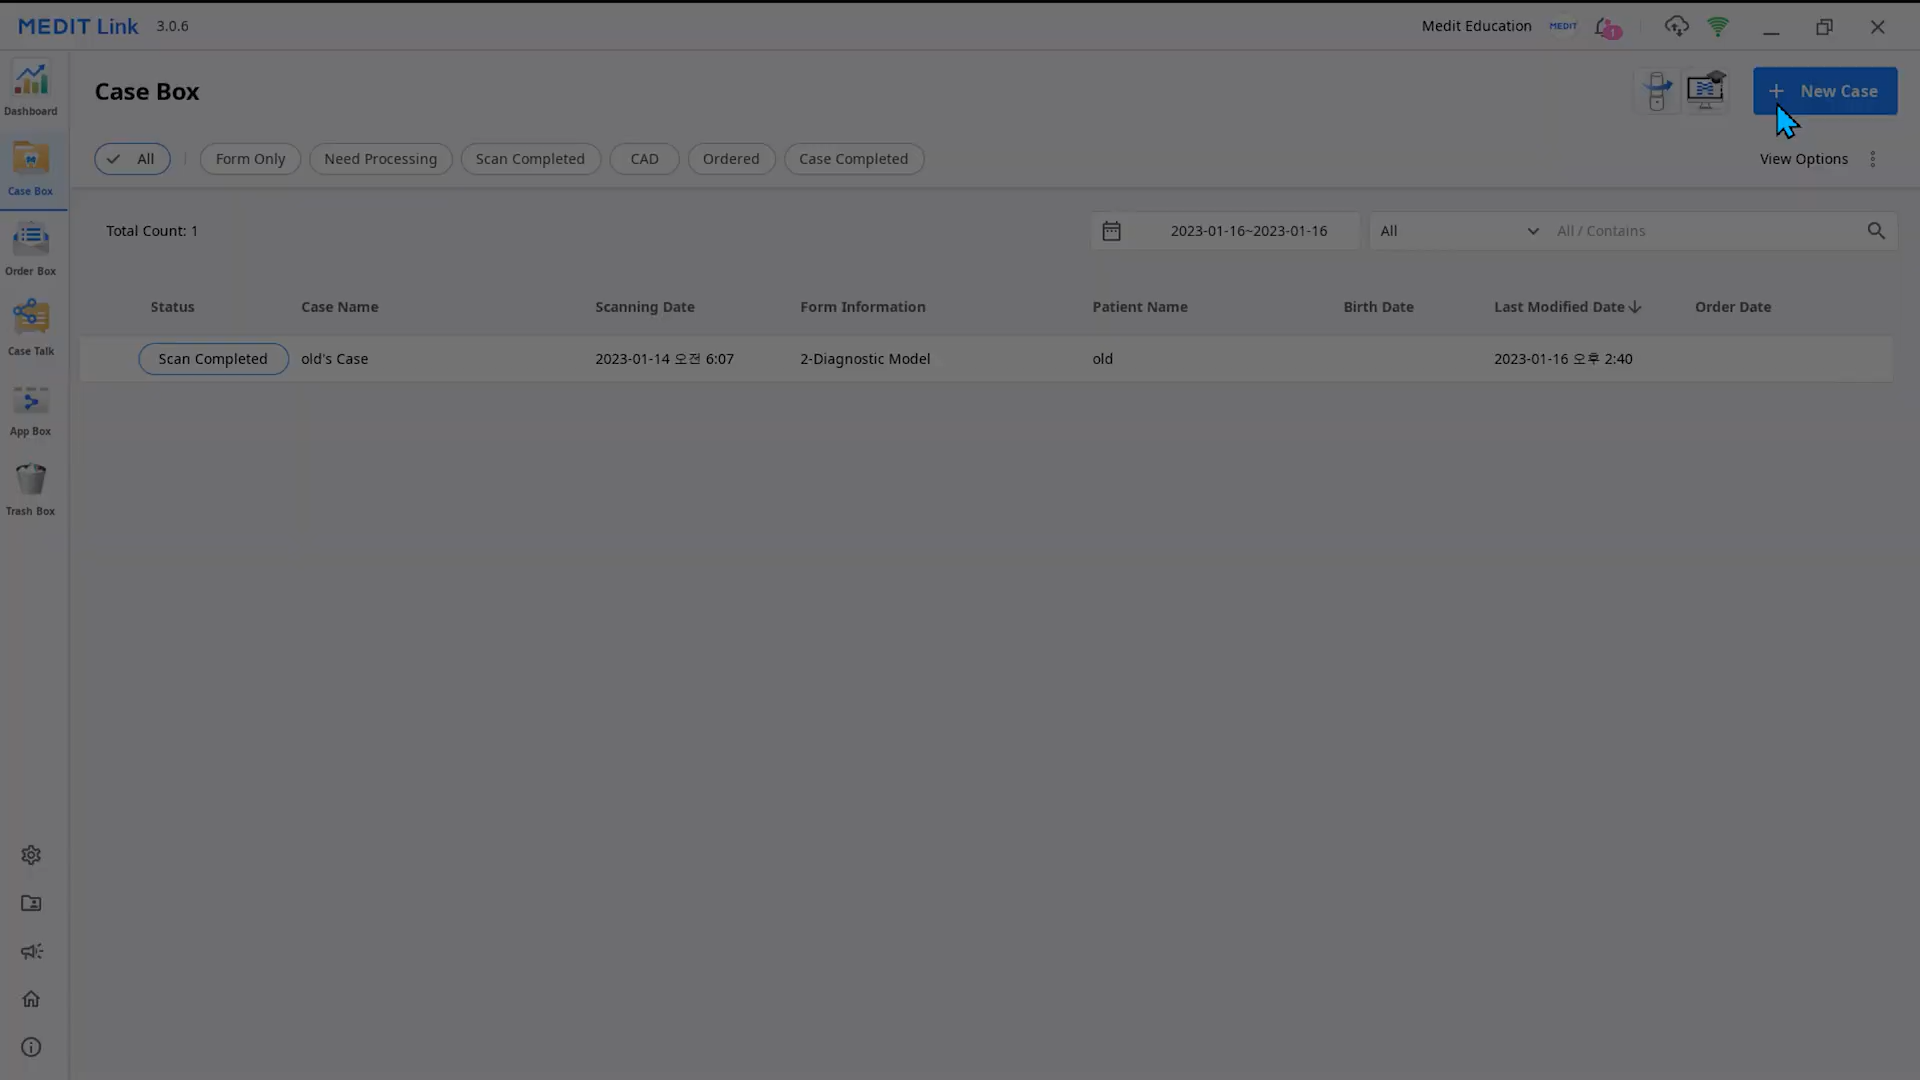 MEDIT Link 3.0.6 Medit Education MEDIT 1
Dashboard
Case Box
New Case
All Form Only Need Processing Scan Completed CAD Ordered Case Completed View Options
Case Box
Total Count: 1 2023-01-16~2023-01-16 All All / Contains
Order Box
Status Case Name Scanning Date Form Information Patient Name Birth Date Last Modified Date Order Date
Case Talk
Scan Completed old's Case 2023-01-14 오전 6:07 2-Diagnostic Model old 2023-01-16 오후 2:40
App Box
Trash Box